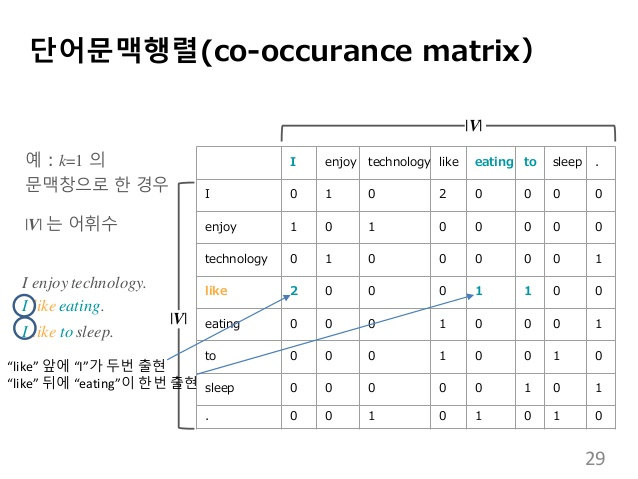 단어문맥행렬(co-occurance matrix)
|V|
예 : k=1 의
문맥창으로 한 경우
|V| 는 어휘수
I enjoy technology.
I like eating.
I like to sleep.
"like" 앞에 "I"가 두번 출현
"like" 뒤에 "eating"이 한번 출현
|V|
I enjoy technology like eating to sleep .
I 0 1 0 2 0 0 0 0
enjoy 1 0 1 0 0 0 0 0
technology 0 1 0 0 0 0 0 1
like 2 0 0 0 1 1 0 0
eating 0 0 0 1 0 0 0 1
to 0 0 0 1 0 0 1 0
sleep 0 0 0 0 0 1 0 1
. 0 0 1 0 1 0 1 0
29